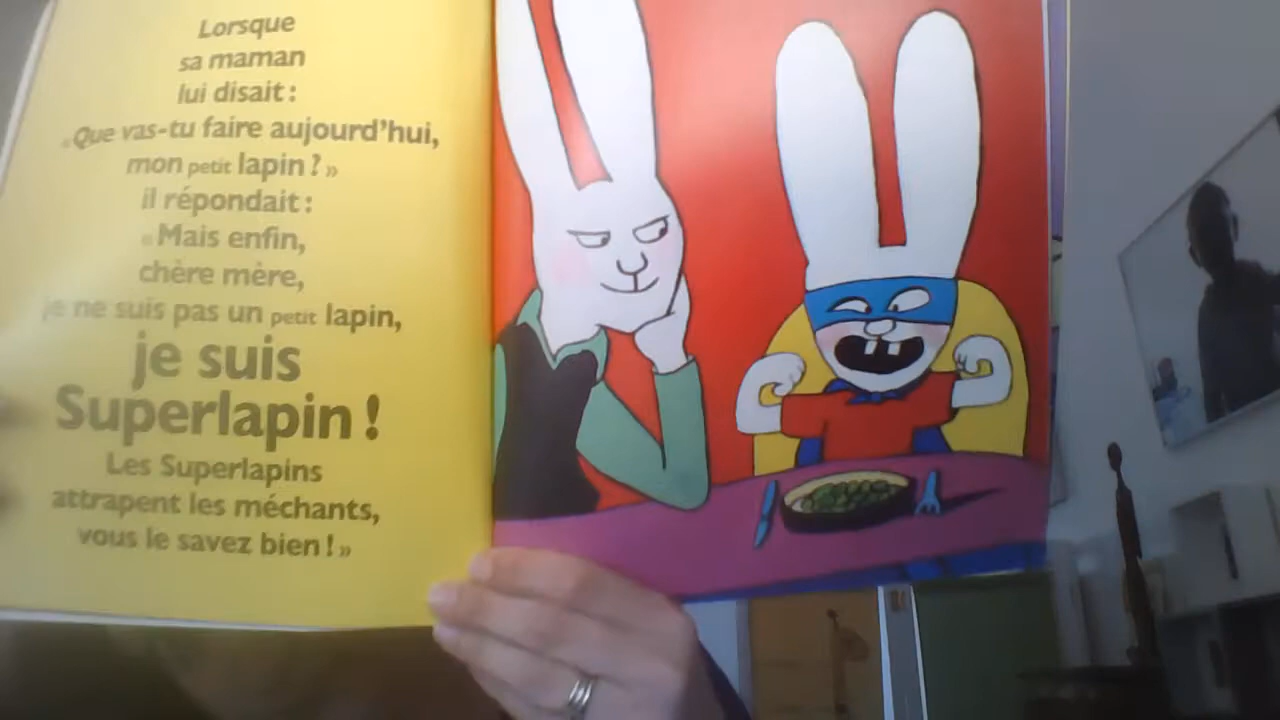 Lorsque
sa maman
lui disait :
« Que vas-tu faire aujourd'hui,
mon petit lapin ? »
il répondait :
« Mais enfin,
chère mère,
je ne suis pas un petit lapin,
je suis
Superlapin !
Les Superlapins
attrapent les méchants,
vous le savez bien ! »